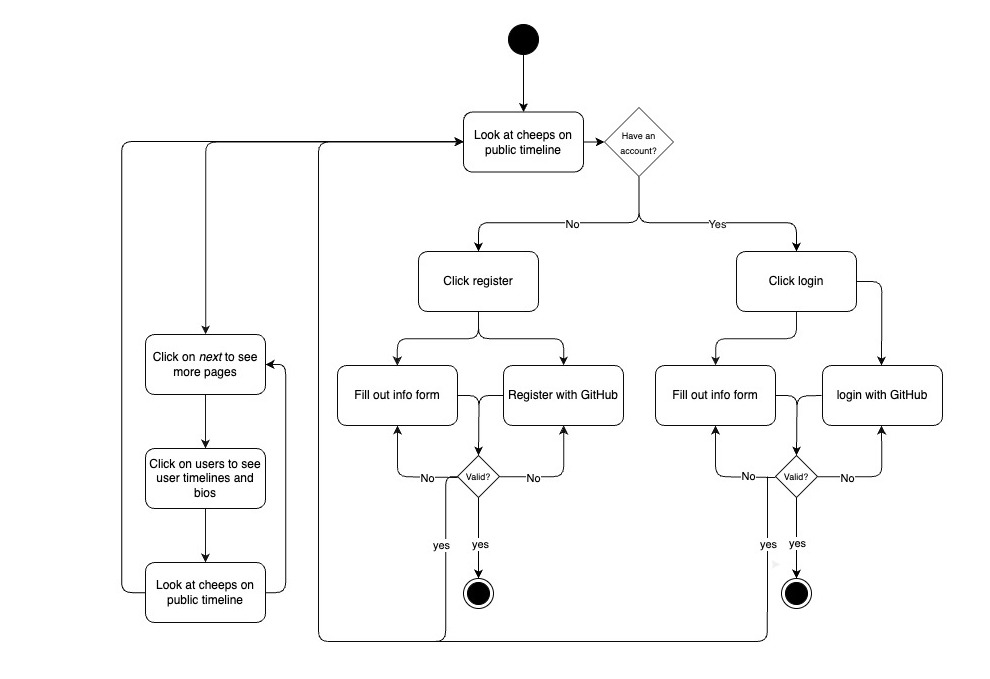 Look at cheeps on
public timeline
Have an
account?
No
Yes
Click register
Click login
Click on next to see
more pages
Fill out info form
Register with GitHub
Fill out info form
login with GitHub
Click on users to see
user timelines and
bios
No
Valid?
No
No
Valid?
No
yes
yes
yes
yes
Look at cheeps on
public timeline